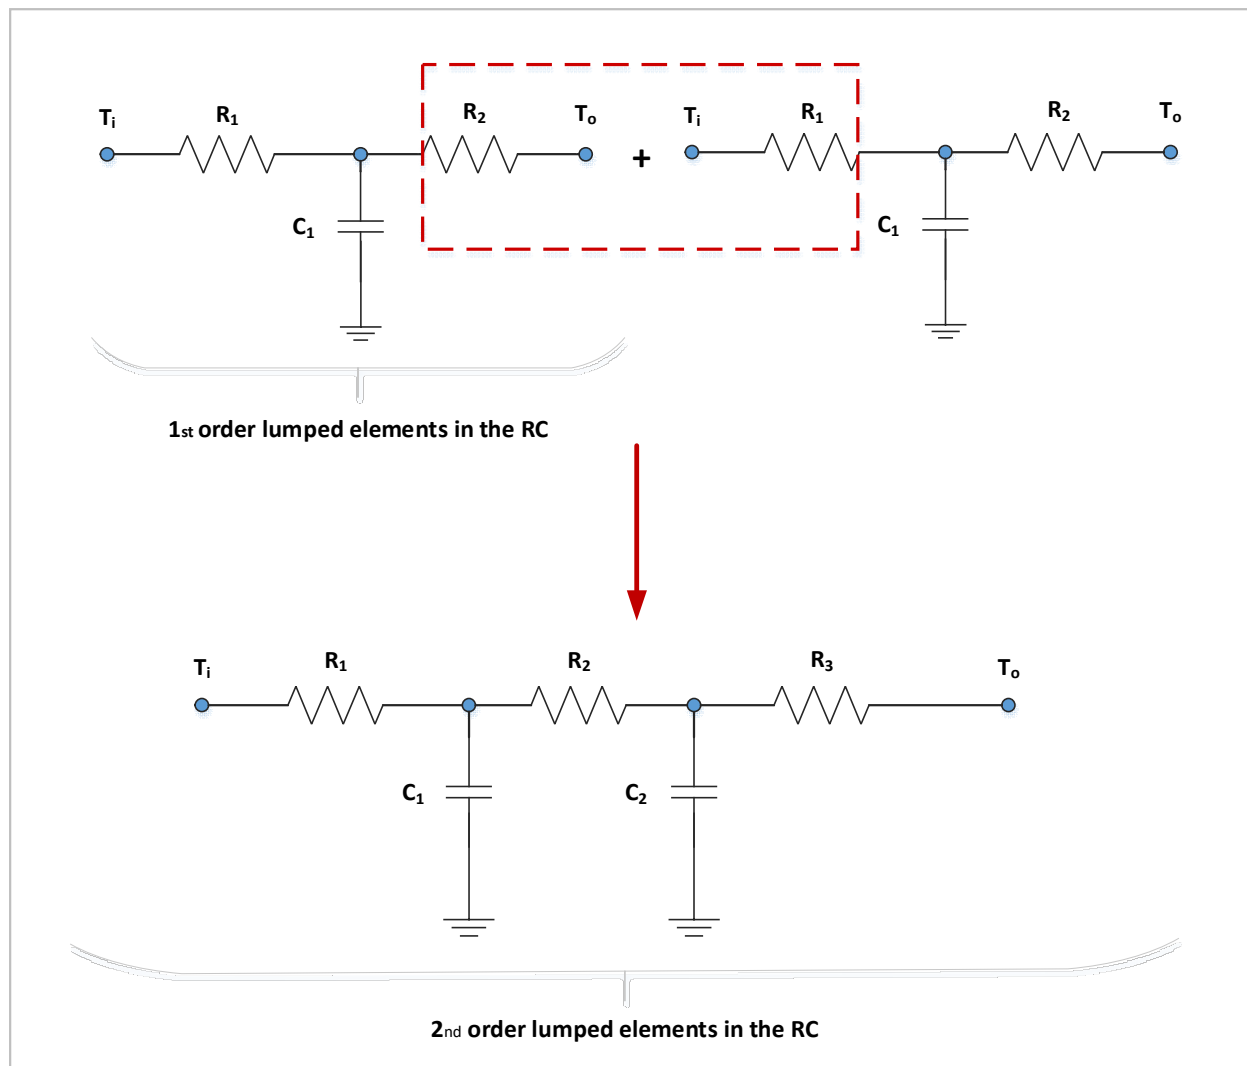 Ti R1 R2 To + Ti R1 R2 To
C1 C1
1st order lumped elements in the RC
Ti R1 R2 R3 To
C1 C2
2nd order lumped elements in the RC